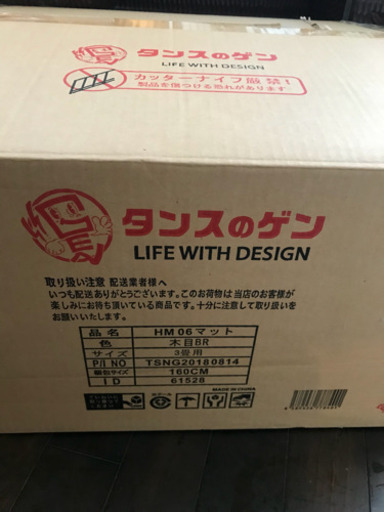 タンスのゲン
LIFE WITH DESIGN
カッターナイフ厳禁！
製品を傷つける恐れがあります
タンスのゲン
LIFE WITH DESIGN
取り扱い注意 配送業者様へ
いつも配送ありがとうございます。このお荷物は当店のお客様が
楽しみにお待ち頂いている商品です。十分に注意して取り扱いを
お願い致します。
品名 HM 06マット
色 木目BR
サイズ 3畳用
P/I NO TSNG20180814
梱包サイズ 160CM
ID 61528
MADE IN CHINA